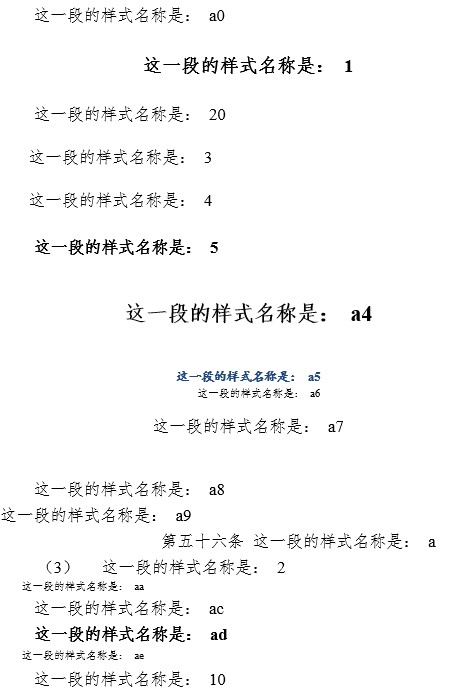 这一段的样式名称是： a0
这一段的样式名称是： 1
这一段的样式名称是： 20
这一段的样式名称是： 3
这一段的样式名称是： 4
这一段的样式名称是： 5
这一段的样式名称是： a4
这一段的样式名称是： a5
这一段的样式名称是： a6
这一段的样式名称是： a7
这一段的样式名称是： a8
这一段的样式名称是： a9
第五十六条 这一段的样式名称是： a
（3） 这一段的样式名称是： 2
这一段的样式名称是： aa
这一段的样式名称是： ac
这一段的样式名称是： ad
这一段的样式名称是： ae
这一段的样式名称是： 10